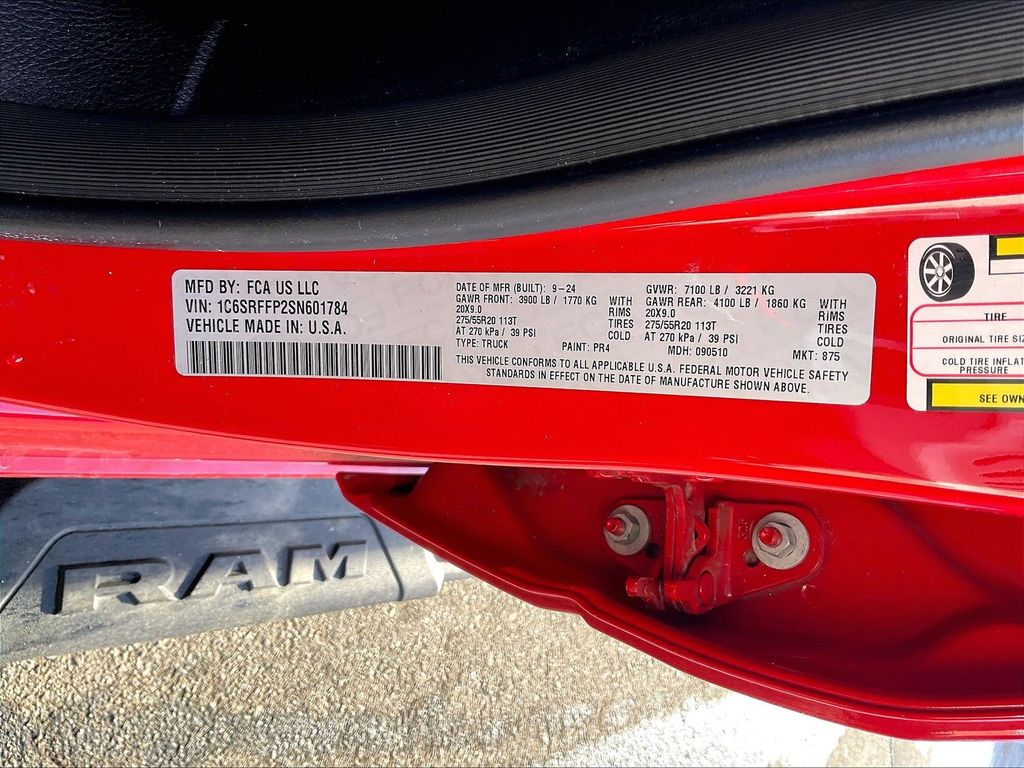 MFD BY: FCA US LLC
VIN: 1C6SRFFP2SN601784
VEHICLE MADE IN: U.S.A.
DATE OF MFR (BUILT): 9-24
GAWR FRONT: 3900 LB / 1770 KG WITH
20X9.0 RIMS
275/55R20 113T TIRES
AT 270 kPa / 39 PSI COLD
TYPE: TRUCK PAINT: PR4
GVWR: 7100 LB / 3221 KG
GAWR REAR: 4100 LB / 1860 KG WITH
20X9.0 RIMS
275/55R20 113T TIRES
AT 270 kPa / 39 PSI COLD
MDH: 090510 MKT: 875
THIS VEHICLE CONFORMS TO ALL APPLICABLE U.S.A. FEDERAL MOTOR VEHICLE SAFETY
STANDARDS IN EFFECT ON THE DATE OF MANUFACTURE SHOWN ABOVE.
TIRE
ORIGINAL TIRE SIZ
COLD TIRE INFLAT
PRESSURE
SEE OWN
RAM